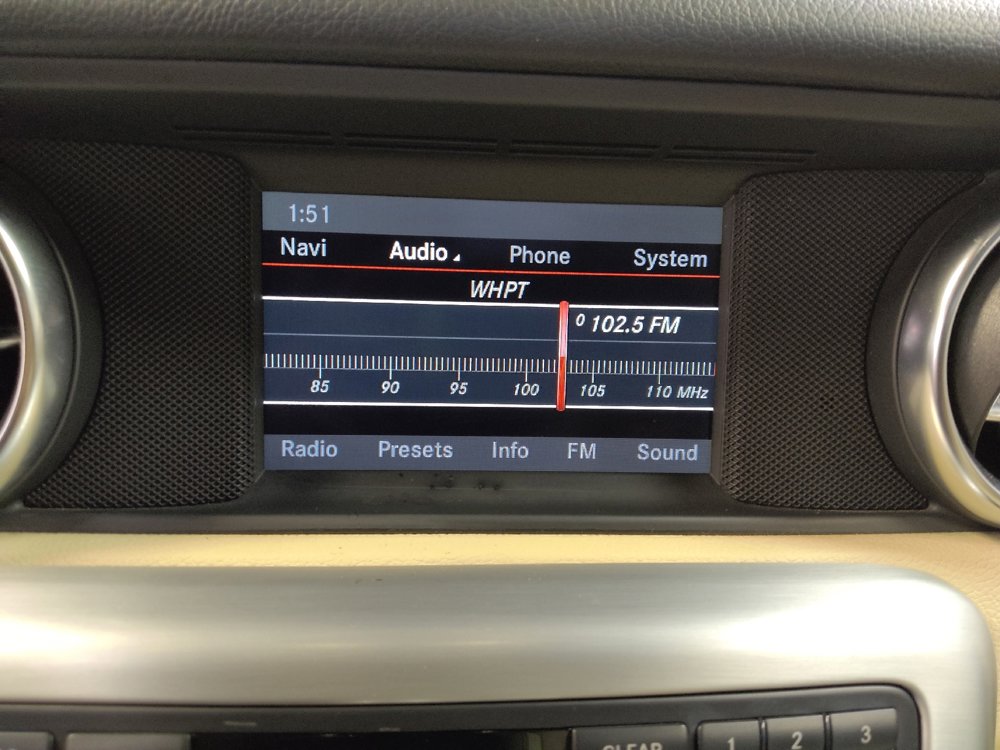 1:51
Navi Audio Phone System
WHPT
0 102.5 FM
85 90 95 100 105 110 MHz
Radio Presets Info FM Sound
CLEAR 1 2 3